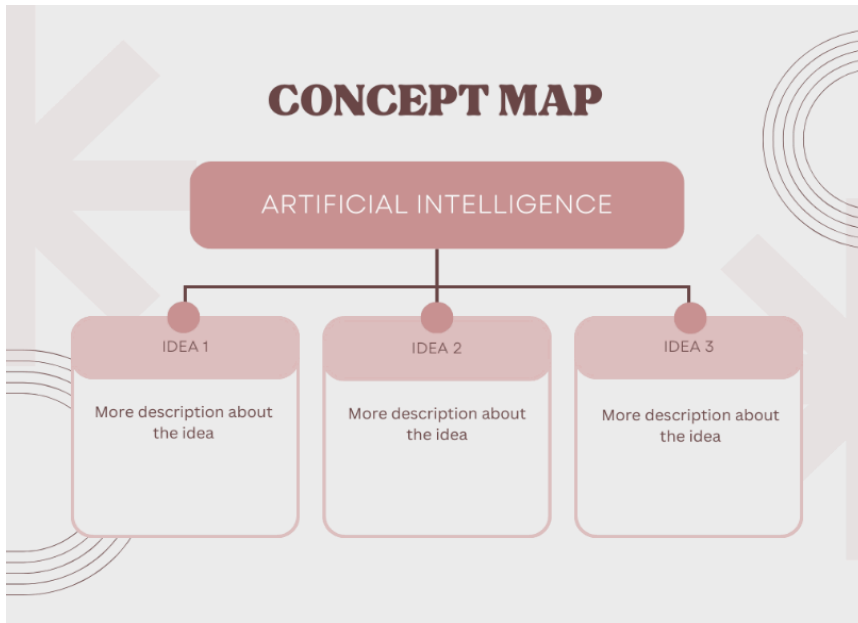 CONCEPT MAP
ARTIFICIAL INTELLIGENCE
IDEA 1
More description about
the idea
IDEA 2
More description about
the idea
IDEA 3
More description about
the idea